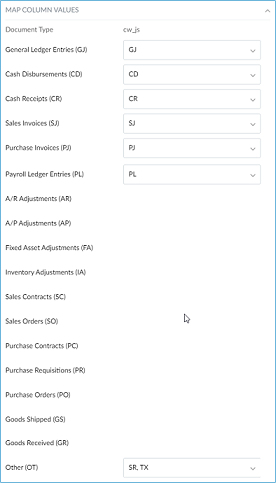 MAP COLUMN VALUES
Document Type cw_js
General Ledger Entries (GJ) GJ
Cash Disbursements (CD) CD
Cash Receipts (CR) CR
Sales Invoices (SJ) SJ
Purchase Invoices (PJ) PJ
Payroll Ledger Entries (PL) PL
A/R Adjustments (AR)
A/P Adjustments (AP)
Fixed Asset Adjustments (FA)
Inventory Adjustments (IA)
Sales Contracts (SC)
Sales Orders (SO)
Purchase Contracts (PC)
Purchase Requisitions (PR)
Purchase Orders (PO)
Goods Shipped (GS)
Goods Received (GR)
Other (OT) SR, TX